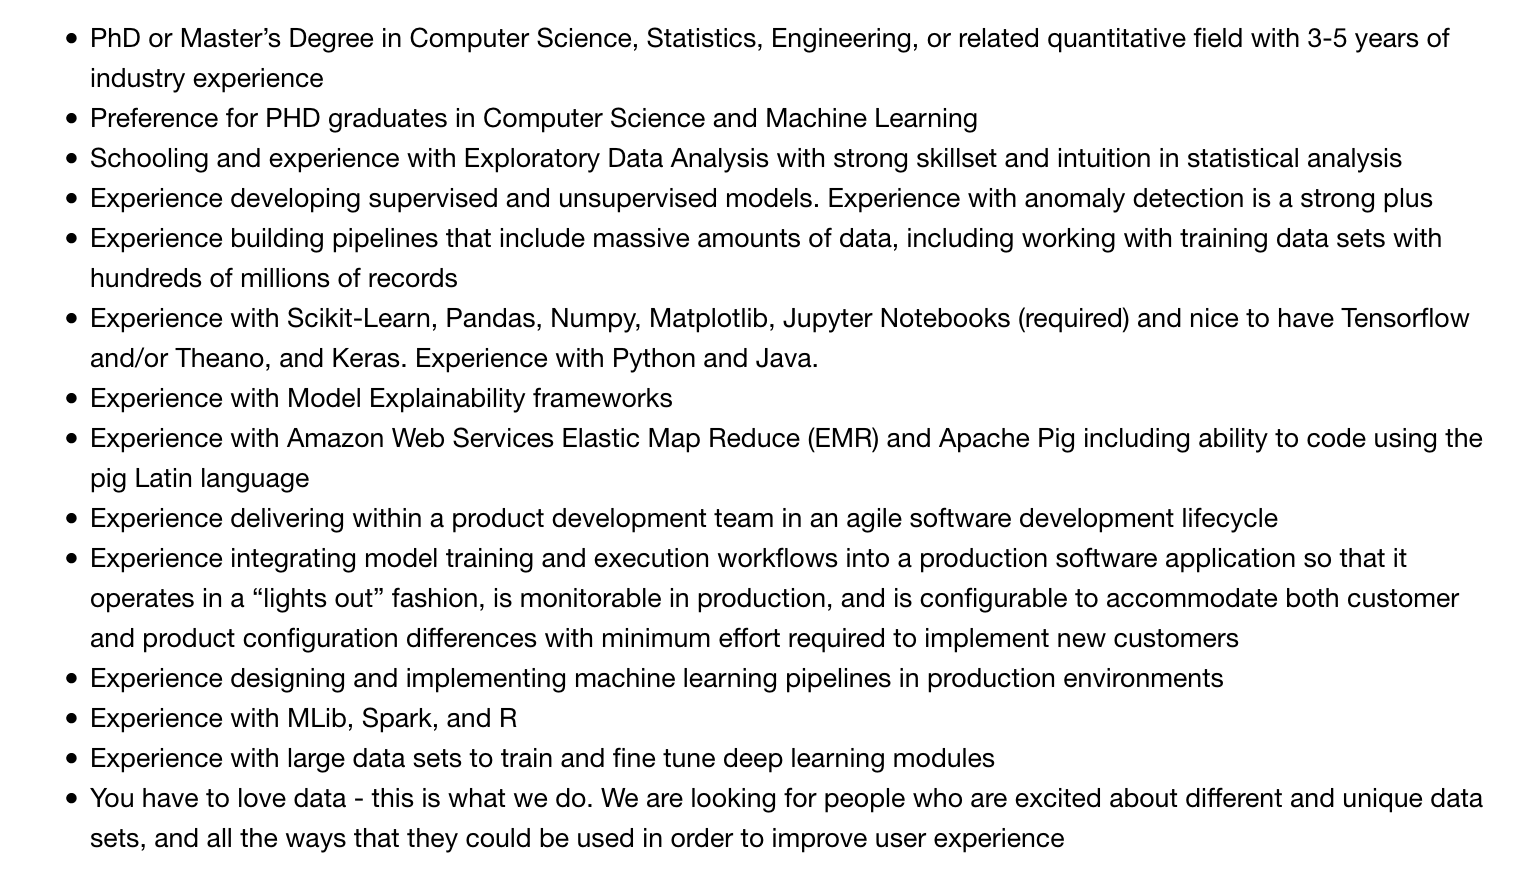 • PhD or Master’s Degree in Computer Science, Statistics, Engineering, or related quantitative field with 3-5 years of
industry experience
• Preference for PHD graduates in Computer Science and Machine Learning
• Schooling and experience with Exploratory Data Analysis with strong skillset and intuition in statistical analysis
• Experience developing supervised and unsupervised models. Experience with anomaly detection is a strong plus
• Experience building pipelines that include massive amounts of data, including working with training data sets with
hundreds of millions of records
• Experience with Scikit-Learn, Pandas, Numpy, Matplotlib, Jupyter Notebooks (required) and nice to have Tensorflow
and/or Theano, and Keras. Experience with Python and Java.
• Experience with Model Explainability frameworks
• Experience with Amazon Web Services Elastic Map Reduce (EMR) and Apache Pig including ability to code using the
pig Latin language
• Experience delivering within a product development team in an agile software development lifecycle
• Experience integrating model training and execution workflows into a production software application so that it
operates in a “lights out” fashion, is monitorable in production, and is configurable to accommodate both customer
and product configuration differences with minimum effort required to implement new customers
• Experience designing and implementing machine learning pipelines in production environments
• Experience with MLib, Spark, and R
• Experience with large data sets to train and fine tune deep learning modules
• You have to love data - this is what we do. We are looking for people who are excited about different and unique data
sets, and all the ways that they could be used in order to improve user experience